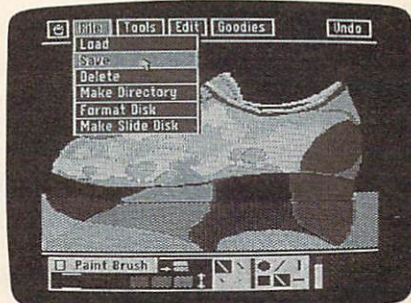 File Tools Edit Goodies Undo
Load
Save
Delete
Make Directory
Format Disk
Make Slide Disk
Paint Brush